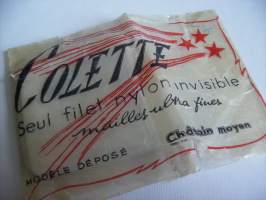 COLETTE
Seul filet nylon invisible
mailles ultra fines
Châtain moyen
MODÈLE DÉPOSÉ